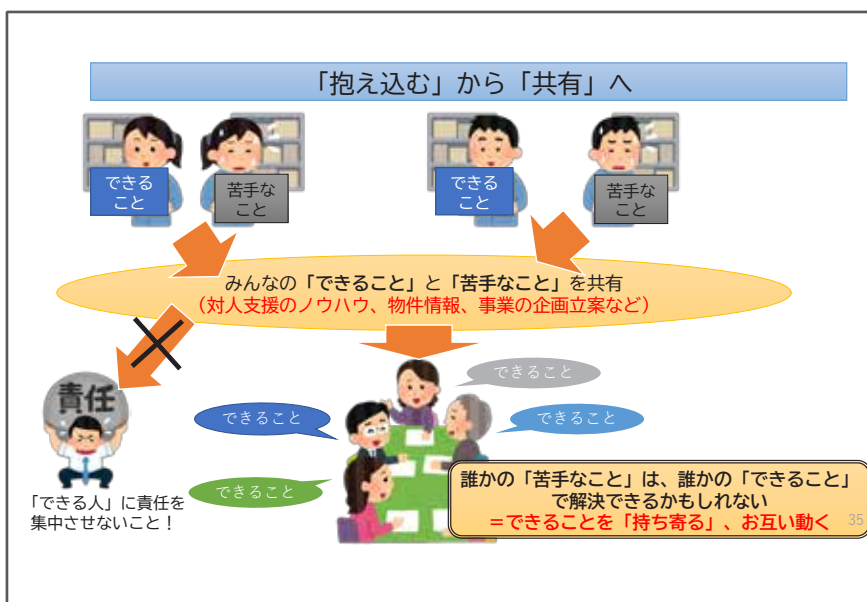 「抱え込む」から「共有」へ
できる
こと
苦手な
こと
できる
こと
苦手な
こと
みんなの「できること」と「苦手なこと」を共有
(対人支援のノウハウ、物件情報、事業の企画立案など)
責任
「できる人」に責任を
集中させないこと！
できること
できること
できること
できること
誰かの「苦手なこと」は、誰かの「できること」
で解決できるかもしれない
＝できることを「持ち寄る」、お互い動く
35